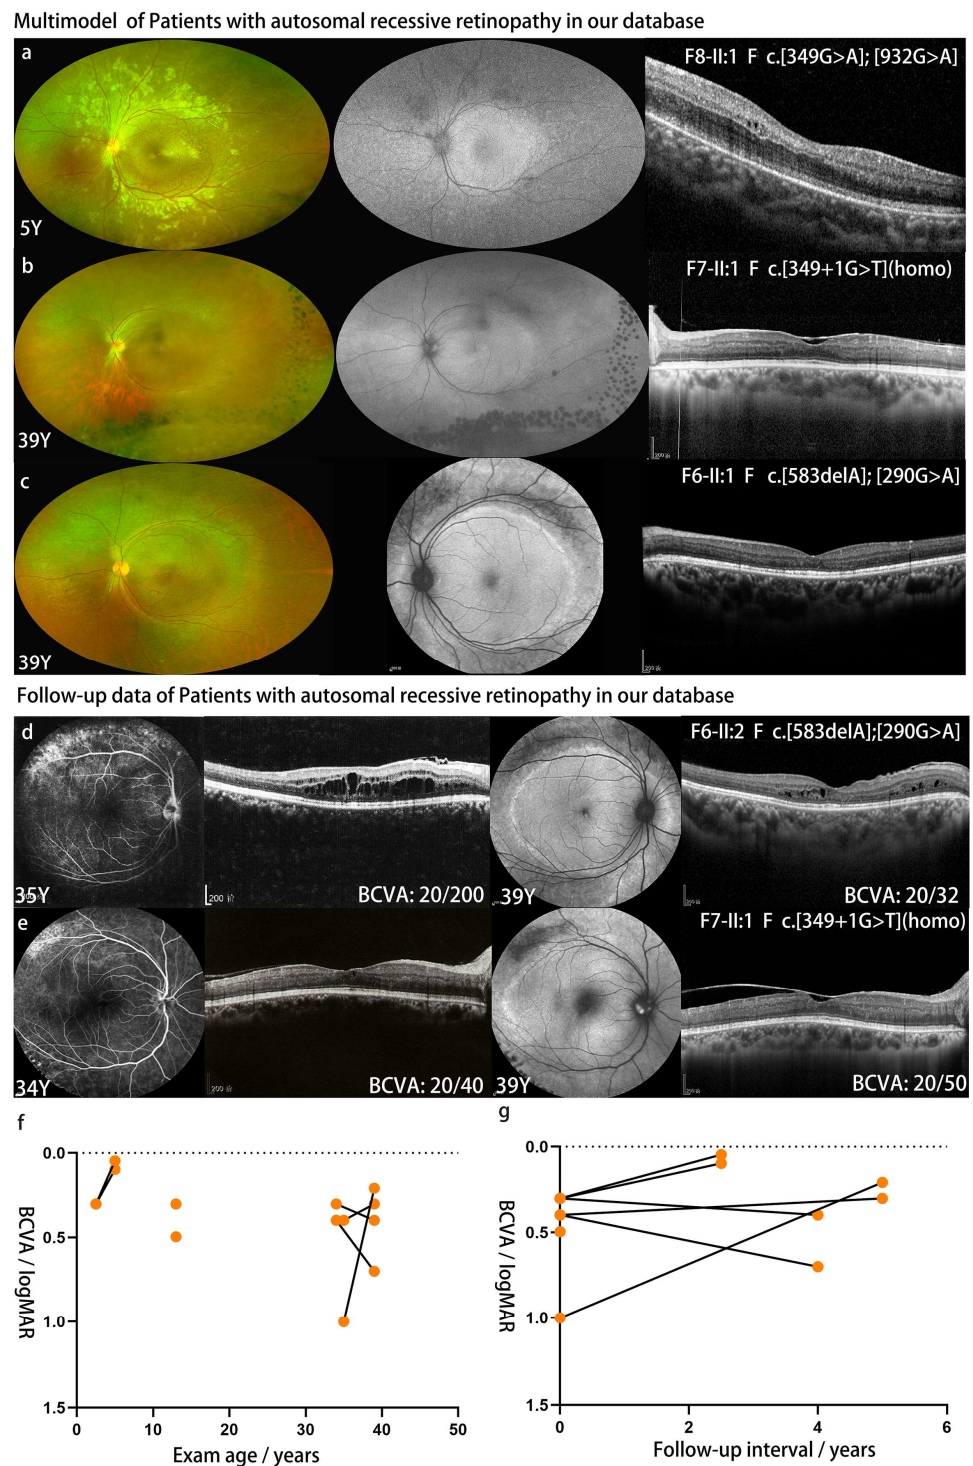 Multimodel of Patients with autosomal recessive retinopathy in our database
a
F8-II:1 F c.[349G>A]; [932G>A]
5Y
b
F7-II:1 F c.[349+1G>T](homo)
39Y
200
c
F6-II:1 F c.[583delA]; [290G>A]
39Y
200
Follow-up data of Patients with autosomal recessive retinopathy in our database
d
F6-II:2 F c.[583delA];[290G>A]
35Y
200
BCVA: 20/200
39Y
BCVA: 20/32
e
F7-II:1 F c.[349+1G>T](homo)
34Y
200
BCVA: 20/40
39Y
BCVA: 20/50
f
0.0
0.5
1.0
1.5
BCVA / logMAR
0 10 20 30 40 50
Exam age / years
g
0.0
0.5
1.0
1.5
BCVA / logMAR
0 2 4 6
Follow-up interval / years